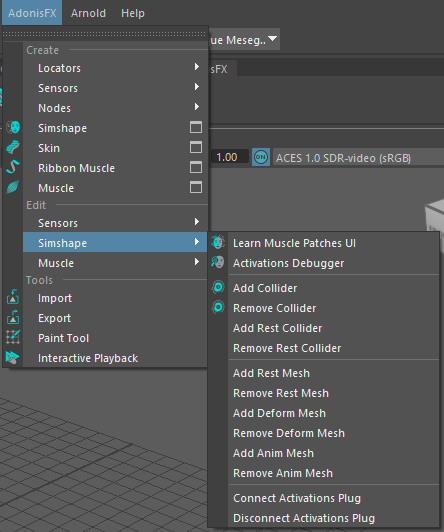 AdonisFX Arnold Help
ue Meseg..
Create
sFX
Locators
Sensors
Nodes
Simshape
Skin
1.00 ON ACES 1.0 SDR-video (sRGB)
Ribbon Muscle
Muscle
Edit
Sensors
Simshape
Muscle
Tools
Import
Export
Paint Tool
Interactive Playback
Learn Muscle Patches UI
Activations Debugger
Add Collider
Remove Collider
Add Rest Collider
Remove Rest Collider
Add Rest Mesh
Remove Rest Mesh
Add Deform Mesh
Remove Deform Mesh
Add Anim Mesh
Remove Anim Mesh
Connect Activations Plug
Disconnect Activations Plug